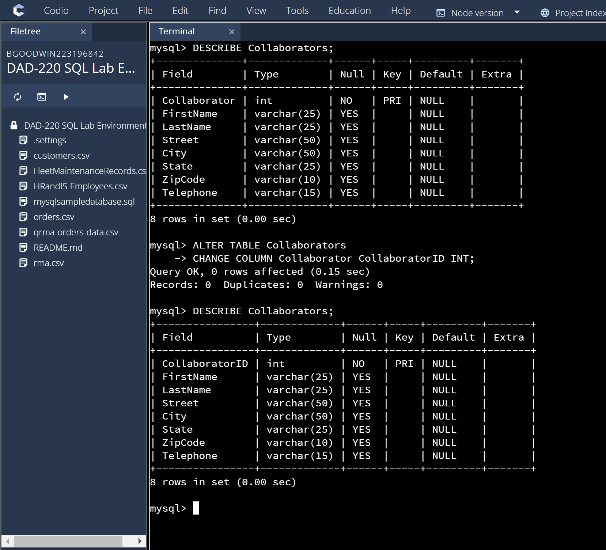 Codio Project File Edit Find View Tools Education Help Node version Project Index
Filetree × Terminal ×
BGOODWIN223196842
DAD-220 SQL Lab E...
DAD-220 SQL Lab Environment
.settings
customers.csv
FleetMaintenanceRecords.cs
HRandIS-Employees.csv
mysqlsampledatabase.sql
orders.csv
qrma-orders-data.csv
README.md
rma.csv
mysql> DESCRIBE Collaborators;
+--------------+-------------+------+-----+---------+-------+
| Field | Type | Null | Key | Default | Extra |
+--------------+-------------+------+-----+---------+-------+
| Collaborator | int | NO | PRI | NULL | |
| FirstName | varchar(25) | YES | | NULL | |
| LastName | varchar(25) | YES | | NULL | |
| Street | varchar(50) | YES | | NULL | |
| City | varchar(50) | YES | | NULL | |
| State | varchar(25) | YES | | NULL | |
| ZipCode | varchar(10) | YES | | NULL | |
| Telephone | varchar(15) | YES | | NULL | |
+--------------+-------------+------+-----+---------+-------+
8 rows in set (0.00 sec)
mysql> ALTER TABLE Collaborators
-> CHANGE COLUMN Collaborator CollaboratorID INT;
Query OK, 0 rows affected (0.15 sec)
Records: 0 Duplicates: 0 Warnings: 0
mysql> DESCRIBE Collaborators;
+----------------+-------------+------+-----+---------+-------+
| Field | Type | Null | Key | Default | Extra |
+----------------+-------------+------+-----+---------+-------+
| CollaboratorID | int | NO | PRI | NULL | |
| FirstName | varchar(25) | YES | | NULL | |
| LastName | varchar(25) | YES | | NULL | |
| Street | varchar(50) | YES | | NULL | |
| City | varchar(50) | YES | | NULL | |
| State | varchar(25) | YES | | NULL | |
| ZipCode | varchar(10) | YES | | NULL | |
| Telephone | varchar(15) | YES | | NULL | |
+----------------+-------------+------+-----+---------+-------+
8 rows in set (0.00 sec)
mysql>